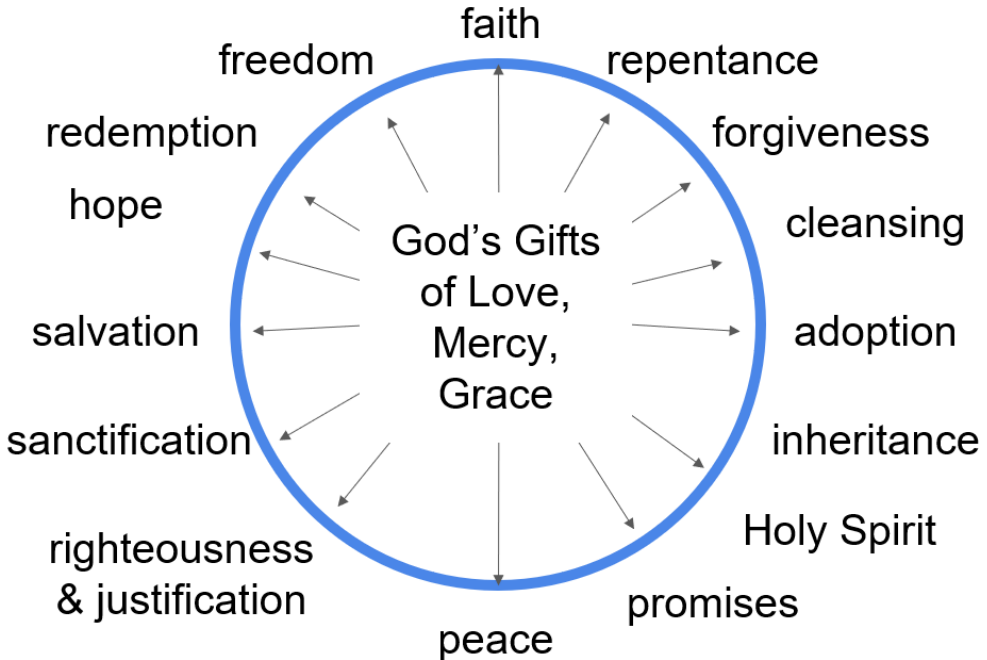 faith
freedom
repentance
redemption
forgiveness
hope
cleansing
God’s Gifts
of Love,
Mercy,
Grace
salvation
adoption
sanctification
inheritance
Holy Spirit
righteousness
& justification
promises
peace